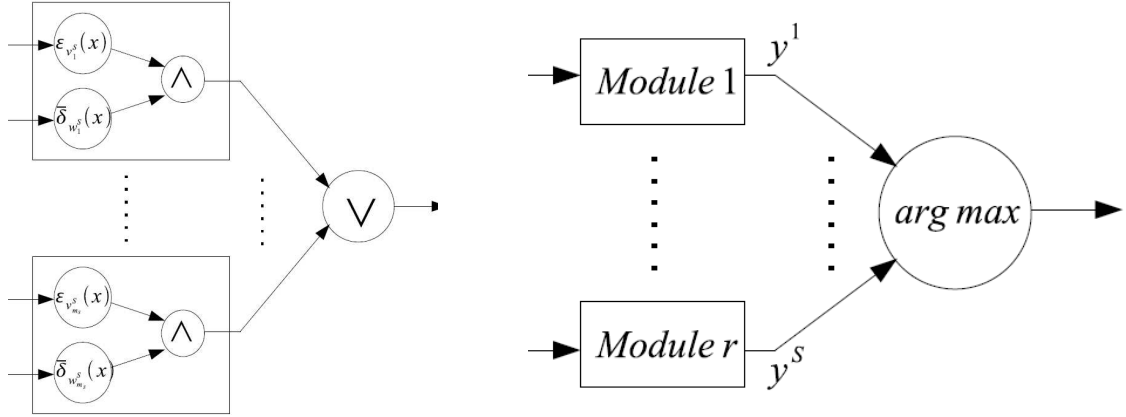 ε_{v_1^s}(x)
∧
δ̅_{w_1^s}(x)
∨
ε_{v_{m_s}^s}(x)
∧
δ̅_{w_{m_s}^s}(x)
y^1
Module 1
arg max
Module r
y^S